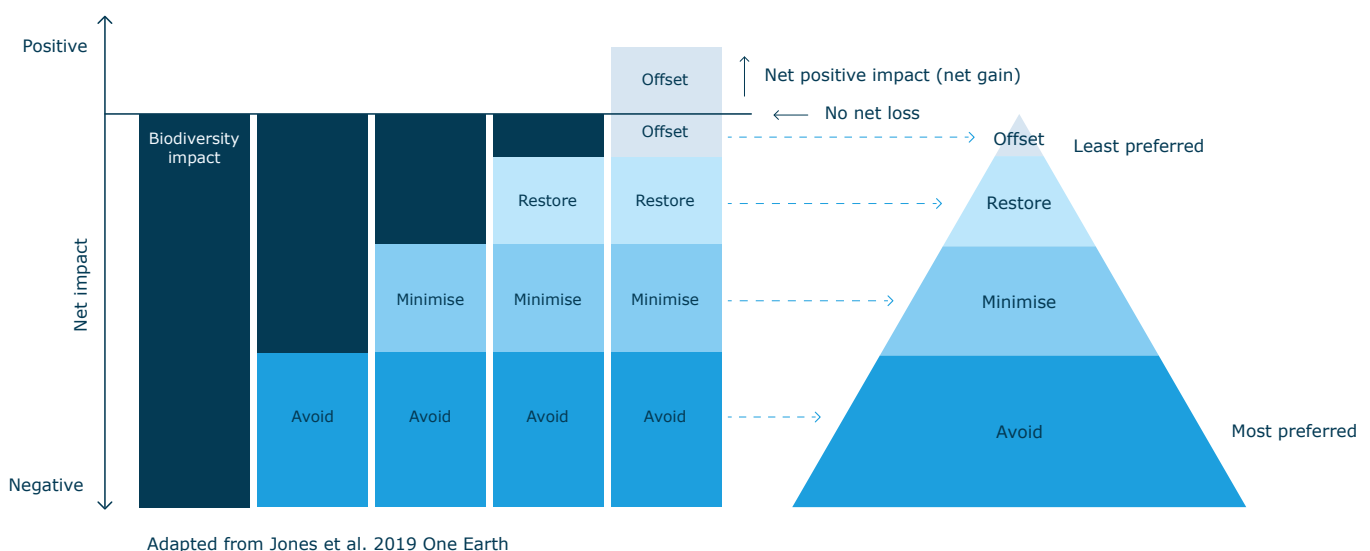 Positive
Offset
Net positive impact (net gain)
No net loss
Biodiversity
impact
Offset
Offset
Least preferred
Restore
Restore
Restore
Net impact
Minimise
Minimise
Minimise
Minimise
Avoid
Avoid
Avoid
Avoid
Avoid
Most preferred
Negative
Adapted from Jones et al. 2019 One Earth